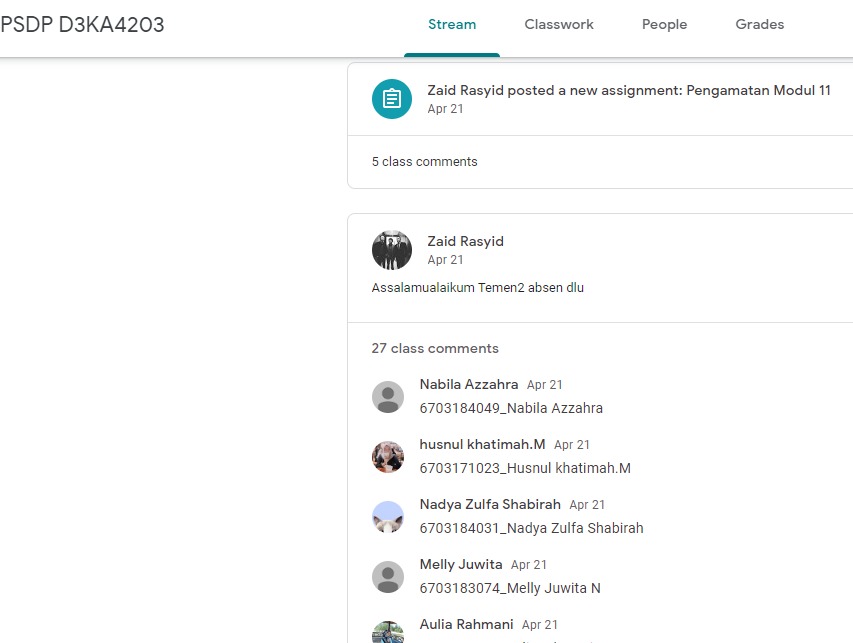 PSDP D3KA4203
Stream Classwork People Grades
Zaid Rasyid posted a new assignment: Pengamatan Modul 11
Apr 21
5 class comments
Zaid Rasyid
Apr 21
Assalamualaikum Temen2 absen dlu
27 class comments
Nabila Azzahra Apr 21
6703184049_Nabila Azzahra
husnul khatimah.M Apr 21
6703171023_Husnul khatimah.M
Nadya Zulfa Shabirah Apr 21
6703184031_Nadya Zulfa Shabirah
Melly Juwita Apr 21
6703183074_Melly Juwita N
Aulia Rahmani Apr 21